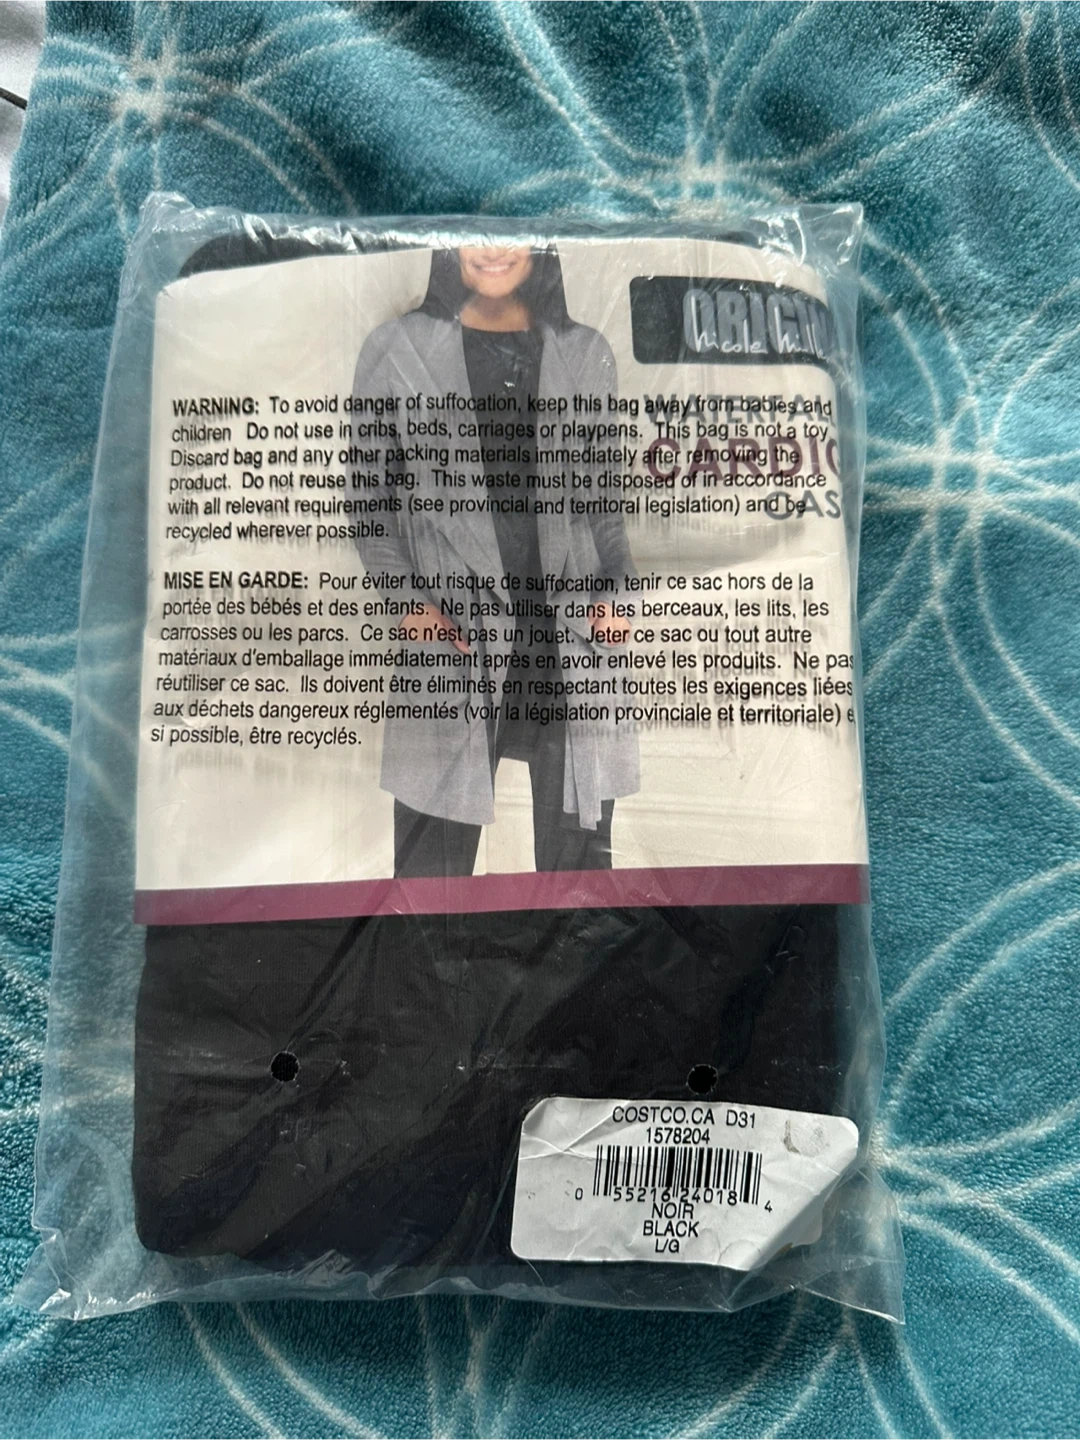 ORIGIN
Nicole Mill
WATERFAL
CARDIG
CAS
WARNING: To avoid danger of suffocation, keep this bag away from babies and
children Do not use in cribs, beds, carriages or playpens. This bag is not a toy
Discard bag and any other packing materials immediately after removing the
product. Do not reuse this bag. This waste must be disposed of in accordance
with all relevant requirements (see provincial and territoral legislation) and be
recycled wherever possible.
MISE EN GARDE: Pour éviter tout risque de suffocation, tenir ce sac hors de la
portée des bébés et des enfants. Ne pas utiliser dans les berceaux, les lits, les
carrosses ou les parcs. Ce sac n'est pas un jouet. Jeter ce sac ou tout autre
matériaux d'emballage immédiatement après en avoir enlevé les produits. Ne pas
réutiliser ce sac. Ils doivent être éliminés en respectant toutes les exigences liées
aux déchets dangereux réglementés (voir la législation provinciale et territoriale) e
si possible, être recyclés.
COSTCO.CA D31
1578204
0 55216 24018 4
NOIR
BLACK
L/G